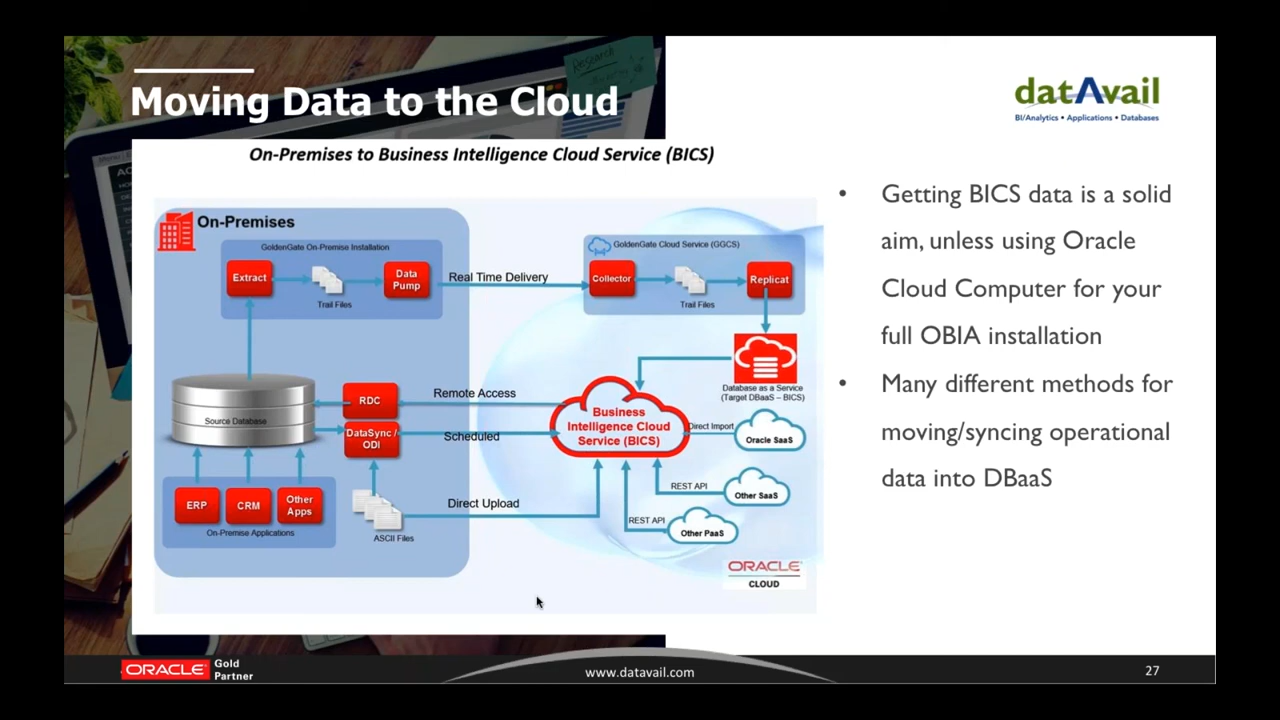 Research
Moving Data to the Cloud
datAvail
BI/Analytics • Applications • Databases
On-Premises to Business Intelligence Cloud Service (BICS)
On-Premises
GoldenGate On-Premise Installation
Extract
Trail Files
Data
Pump
Real Time Delivery
GoldenGate Cloud Service (GGCS)
Collector
Trail Files
Replicat
Database as a Service
(Target DBaaS – BICS)
Source Database
RDC
DataSync /
ODI
Remote Access
Scheduled
Business
Intelligence Cloud
Service (BICS)
Direct Import
Oracle SaaS
ERP
CRM
Other
Apps
On-Premise Applications
ASCII Files
Direct Upload
REST API
Other SaaS
REST API
Other PaaS
ORACLE
CLOUD
• Getting BICS data is a solid
aim, unless using Oracle
Cloud Computer for your
full OBIA installation
• Many different methods for
moving/syncing operational
data into DBaaS
ORACLE
Gold
Partner
www.datavail.com
27